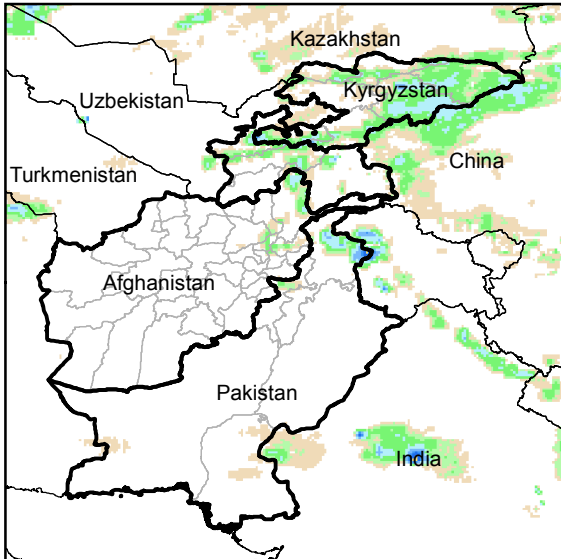 Kazakhstan
Kyrgyzstan
Uzbekistan
China
Turkmenistan
Afghanistan
Pakistan
India